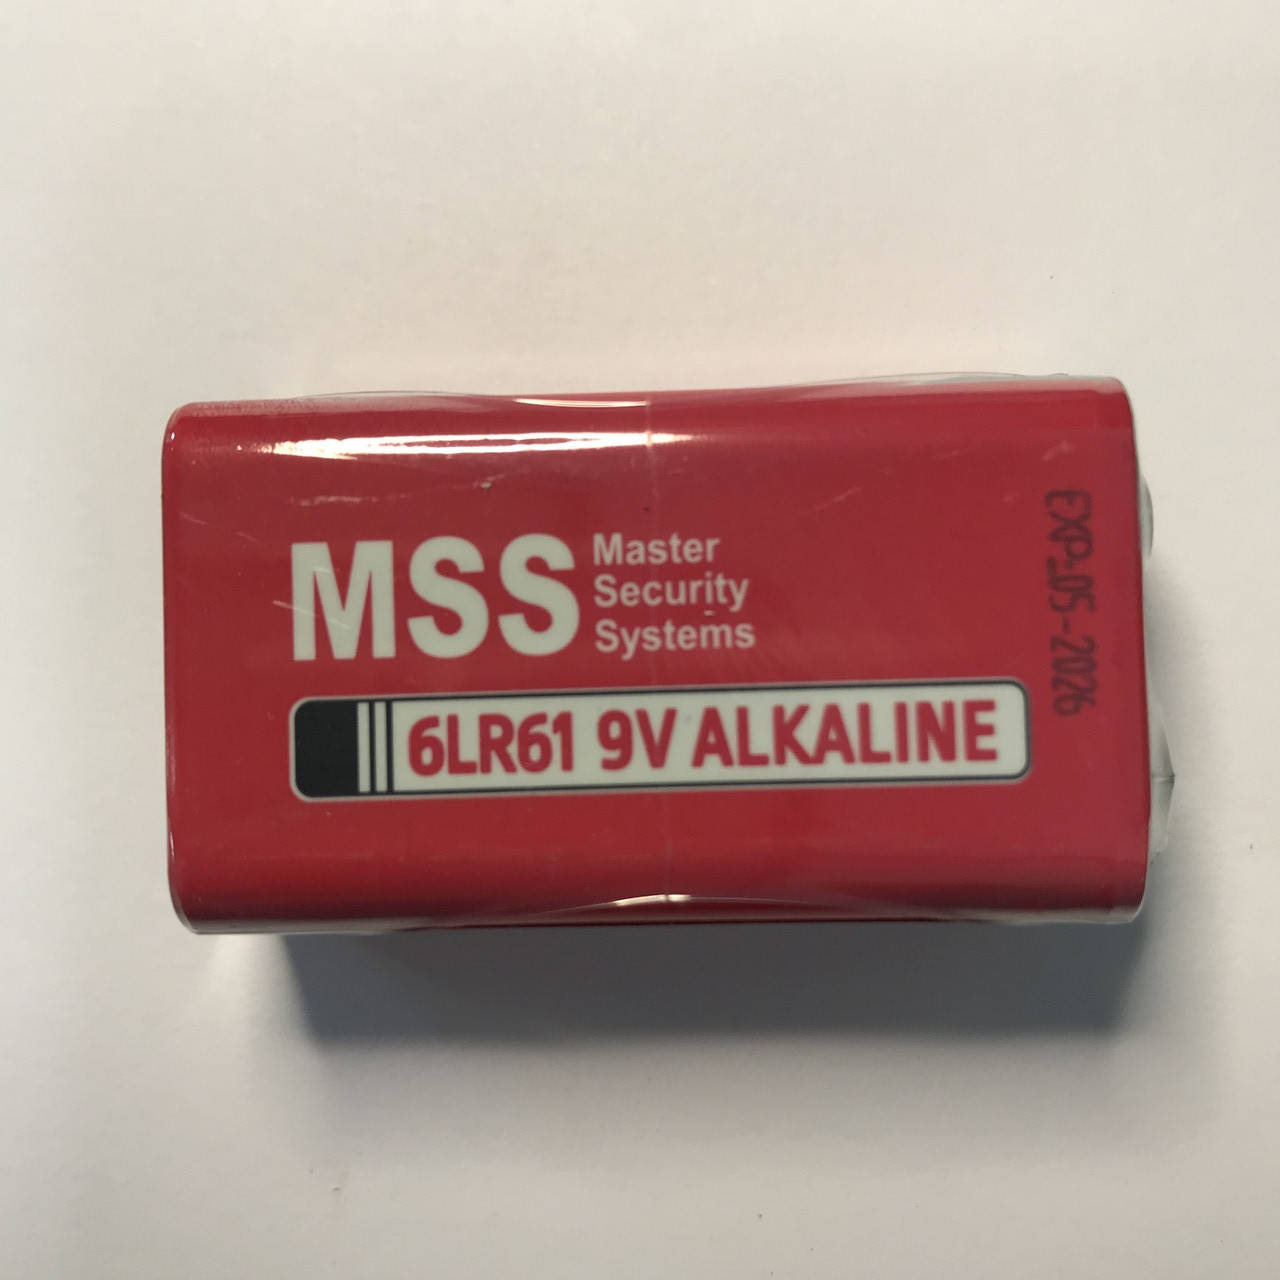 MSS
Master
Security
Systems
6LR61 9V ALKALINE
EXP.05-2026